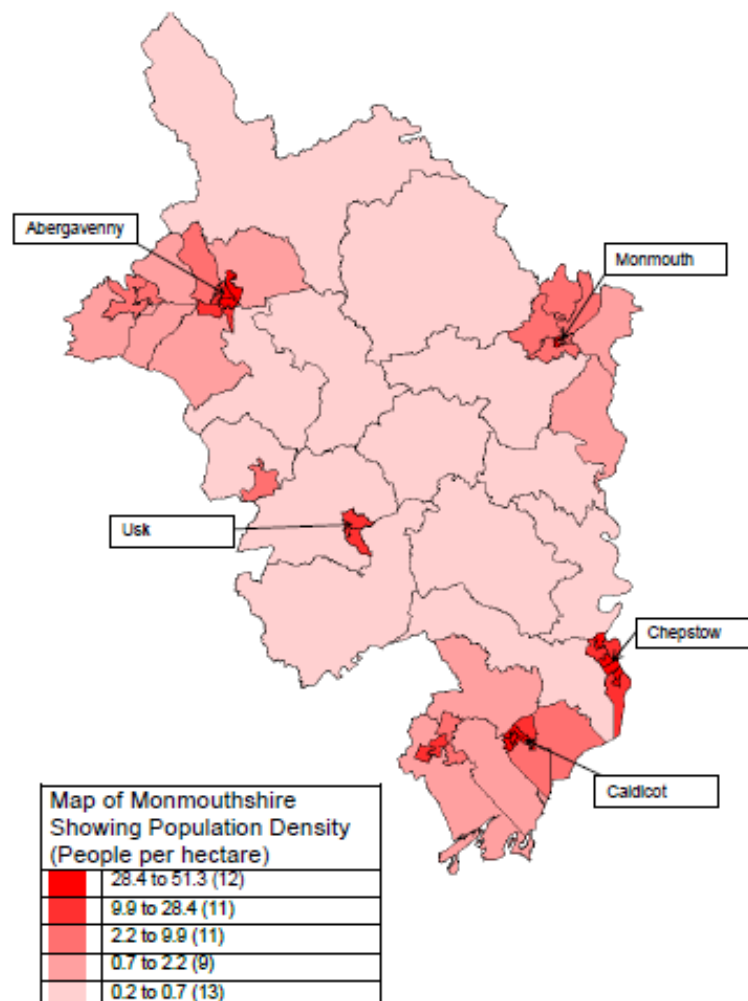 Abergavenny
Monmouth
Usk
Chepstow
Caldicot
Map of Monmouthshire
Showing Population Density
(People per hectare)
28.4 to 51.3 (12)
9.9 to 28.4 (11)
2.2 to 9.9 (11)
0.7 to 2.2 (9)
0.2 to 0.7 (13)